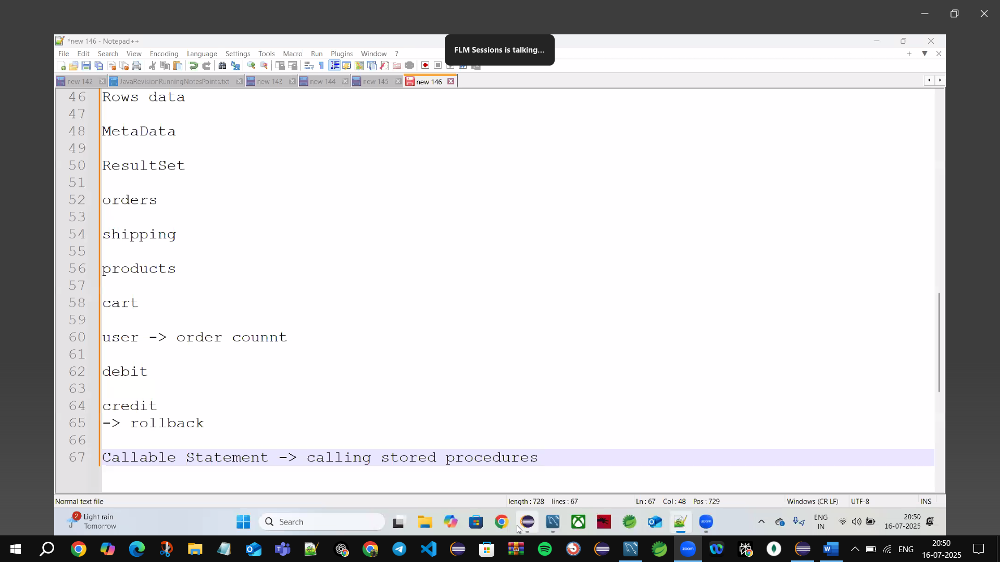 *new 146 - Notepad++
FLM Sessions is talking...
File Edit Search View Encoding Language Settings Tools Macro Run Plugins Window ?
new 142 JavaRevisionRunningNotesPoints.txt new 143 new 144 new 145 new 146
46 Rows data
47
48 MetaData
49
50 ResultSet
51
52 orders
53
54 shipping
55
56 products
57
58 cart
59
60 user -> order counnt
61
62 debit
63
64 credit
65 -> rollback
66
67 Callable Statement -> calling stored procedures
Normal text file length : 728 lines : 67 Ln : 67 Col : 48 Pos : 729 Windows (CR LF) UTF-8 INS
2 Light rain
Tomorrow
Search
zoom
ENG
IN
20:50
16-07-2025
zoom
ENG
20:50
16-07-2025